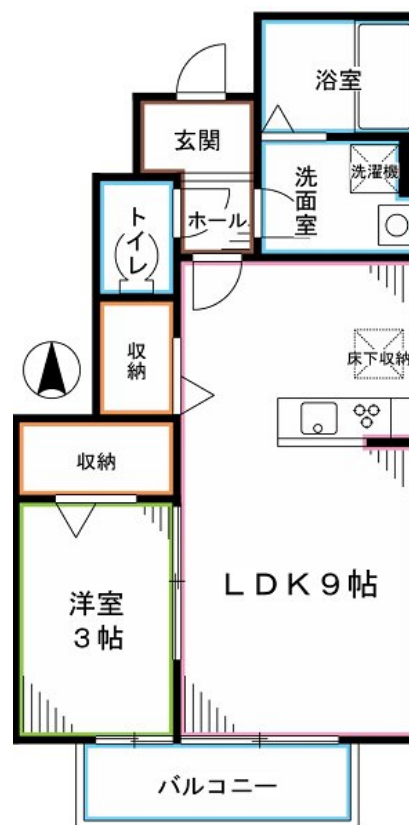 浴室
玄関
洗面室
洗濯機
トイレ
ホール
収納
床下収納
収納
LDK9帖
洋室
3帖
バルコニー